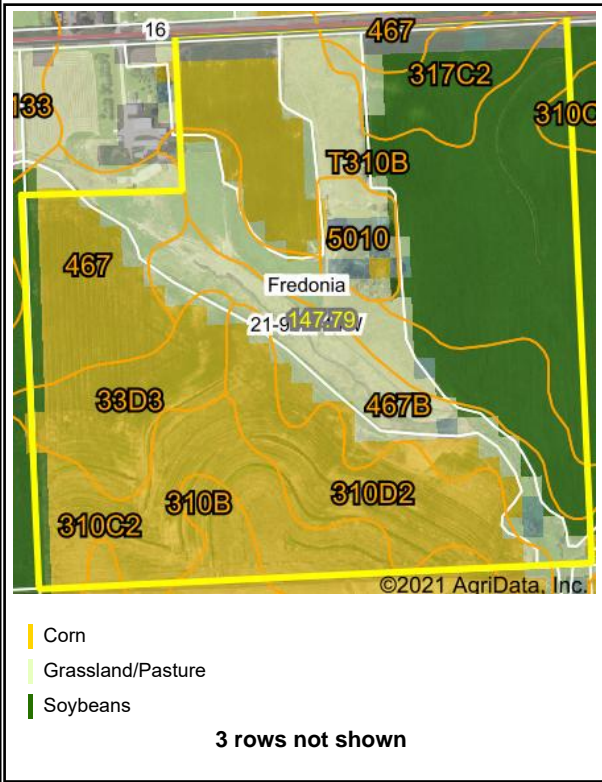 16
467
317C2
133
310C
T310B
5010
467
Fredonia
147.79
33D3
467B
310B
310D2
310C2
©2021 AgriData, Inc.
Corn
Grassland/Pasture
Soybeans
3 rows not shown